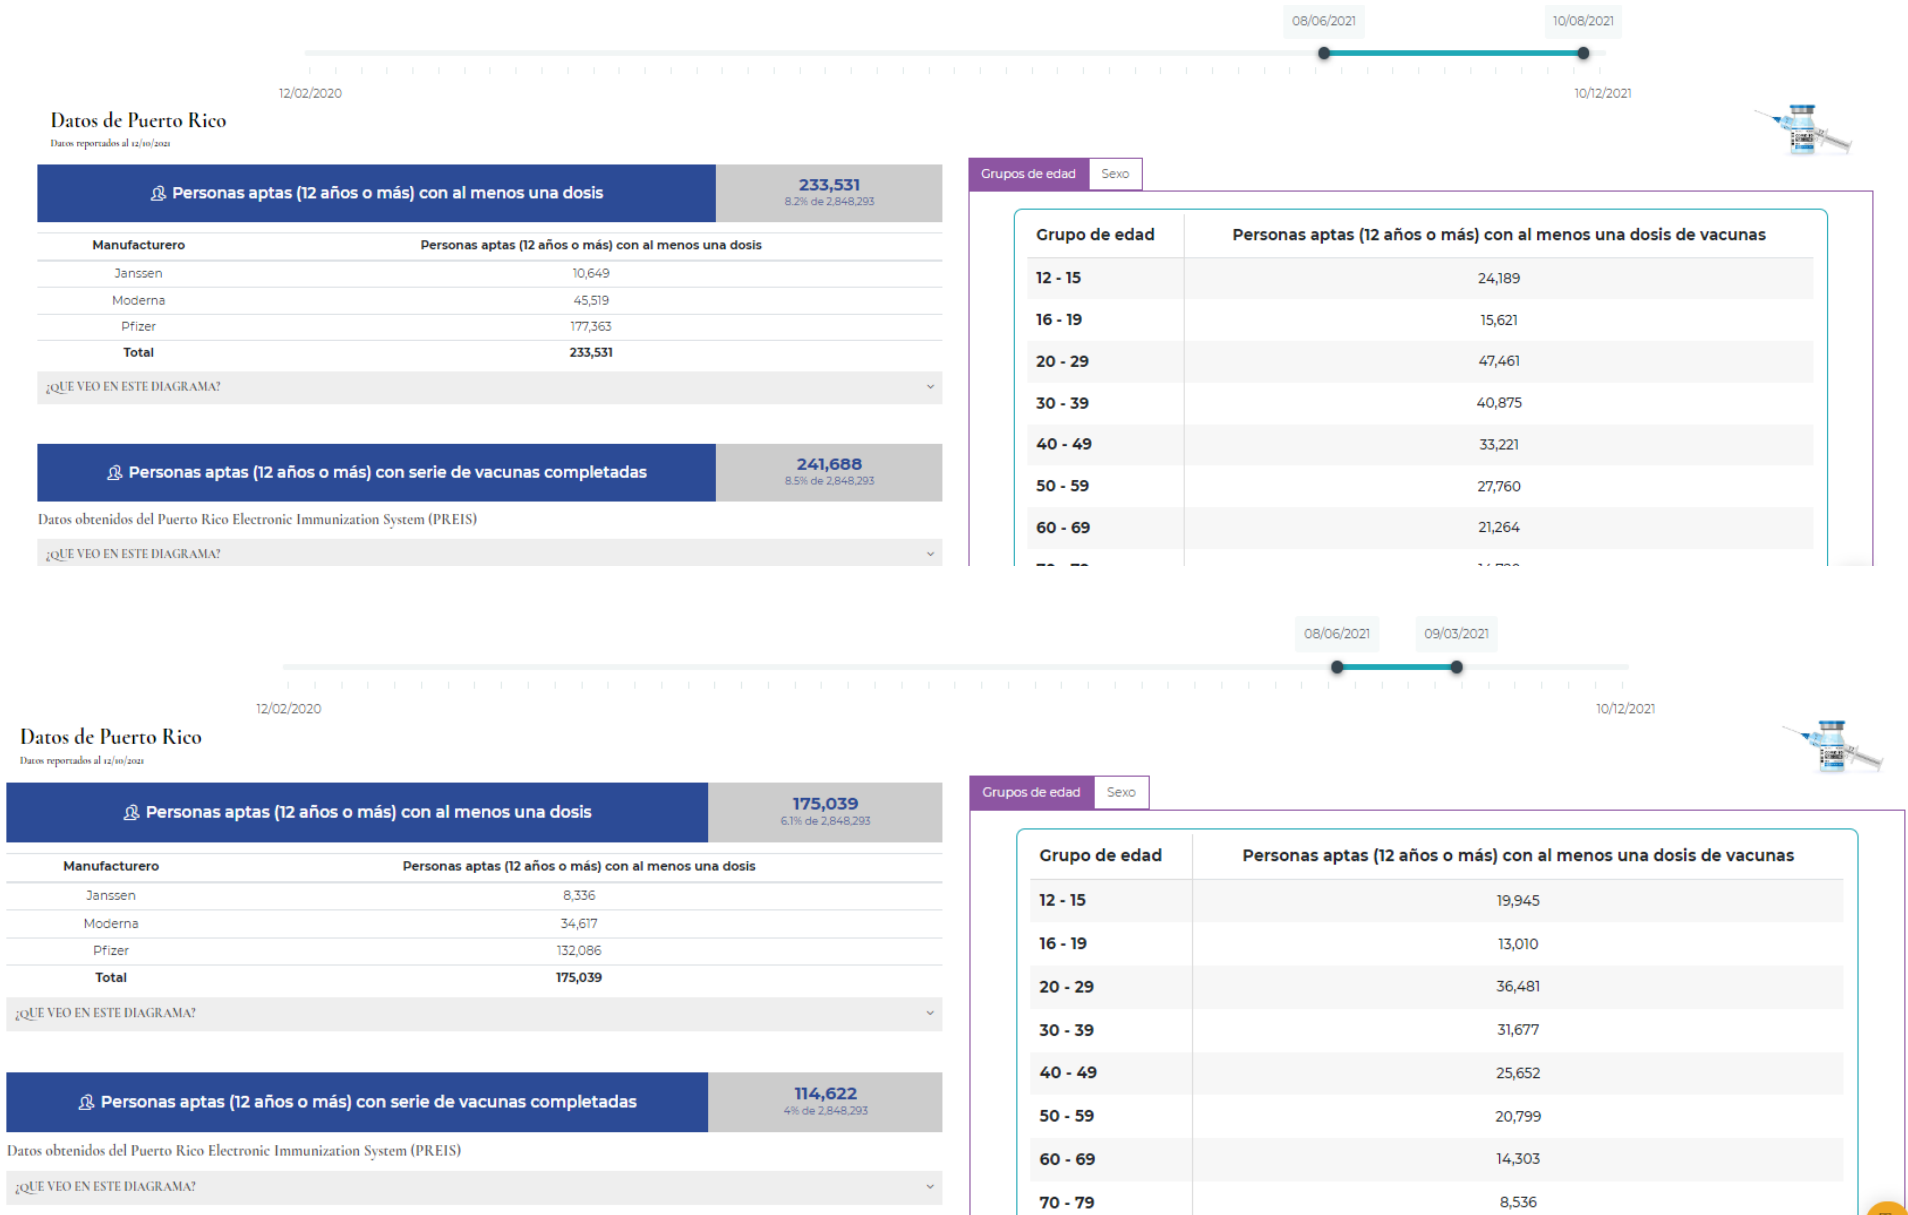 08/06/2021 10/08/2021
12/02/2020 10/12/2021
Datos de Puerto Rico
Datos reportados al 12/10/2021
Personas aptas (12 años o más) con al menos una dosis
233,531
8.2% de 2,848,293
Manufacturero Personas aptas (12 años o más) con al menos una dosis
Janssen 10,649
Moderna 45,519
Pfizer 177,363
Total 233,531
¿QUE VEO EN ESTE DIAGRAMA?
Personas aptas (12 años o más) con serie de vacunas completadas
241,688
8.5% de 2,848,293
Datos obtenidos del Puerto Rico Electronic Immunization System (PREIS)
¿QUE VEO EN ESTE DIAGRAMA?
Grupos de edad Sexo
Grupo de edad Personas aptas (12 años o más) con al menos una dosis de vacunas
12 - 15 24,189
16 - 19 15,621
20 - 29 47,461
30 - 39 40,875
40 - 49 33,221
50 - 59 27,760
60 - 69 21,264
08/06/2021 09/03/2021
12/02/2020 10/12/2021
Datos de Puerto Rico
Datos reportados al 12/10/2021
Personas aptas (12 años o más) con al menos una dosis
175,039
6.1% de 2,848,293
Manufacturero Personas aptas (12 años o más) con al menos una dosis
Janssen 8,336
Moderna 34,617
Pfizer 132,086
Total 175,039
¿QUE VEO EN ESTE DIAGRAMA?
Personas aptas (12 años o más) con serie de vacunas completadas
114,622
4% de 2,848,293
Datos obtenidos del Puerto Rico Electronic Immunization System (PREIS)
¿QUE VEO EN ESTE DIAGRAMA?
Grupos de edad Sexo
Grupo de edad Personas aptas (12 años o más) con al menos una dosis de vacunas
12 - 15 19,945
16 - 19 13,010
20 - 29 36,481
30 - 39 31,677
40 - 49 25,652
50 - 59 20,799
60 - 69 14,303
70 - 79 8,536